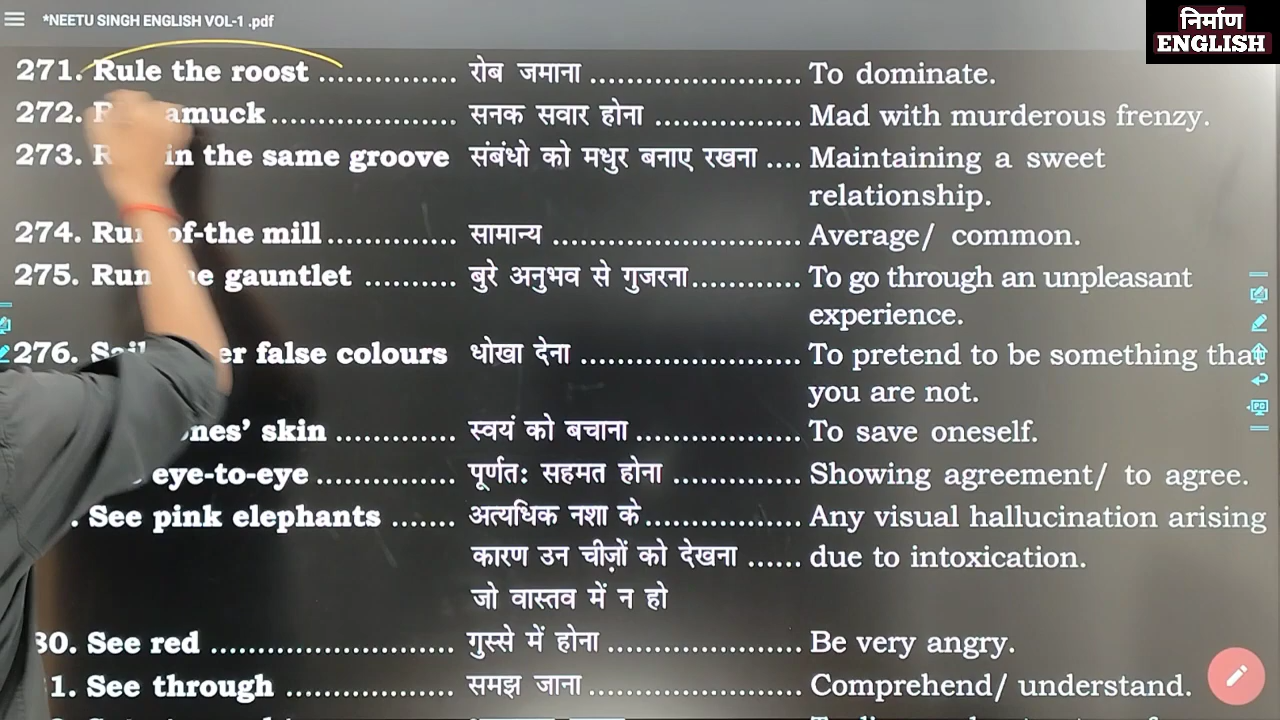 *NEETU SINGH ENGLISH VOL-1 .pdf
निर्माण
ENGLISH
271. Rule the roost .............. रोब जमाना ..................... To dominate.
272. amuck .................... सनक सवार होना ............... Mad with murderous frenzy.
273. in the same groove संबंधो को मधुर बनाए रखना .... Maintaining a sweet
relationship.
274. of-the mill .............. सामान्य ......................... Average/ common.
275. Run gauntlet .......... बुरे अनुभव से गुजरना ........... To go through an unpleasant
experience.
276. false colours धोखा देना ...................... To pretend to be something that
you are not.
skin ............. स्वयं को बचाना ................. To save oneself.
eye-to-eye ............... पूर्णतः सहमत होना ............. Showing agreement/ to agree.
. See pink elephants ....... अत्यधिक नशा के ................ Any visual hallucination arising
कारण उन चीज़ों को देखना ...... due to intoxication.
जो वास्तव में न हो
30. See red .......................... गुस्से में होना .................... Be very angry.
1. See through .................. समझ जाना ...................... Comprehend/ understand.